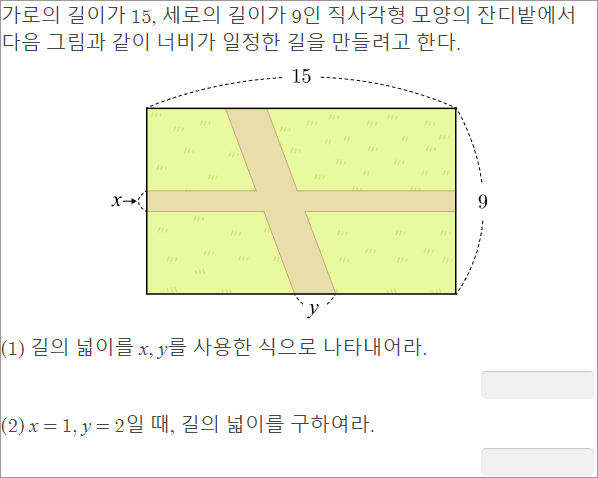 가로의 길이가 15, 세로의 길이가 9인 직사각형 모양의 잔디밭에서
다음 그림과 같이 너비가 일정한 길을 만들려고 한다.
15
x
9
y
(1) 길의 넓이를 x, y를 사용한 식으로 나타내어라.
(2) x = 1, y = 2일 때, 길의 넓이를 구하여라.